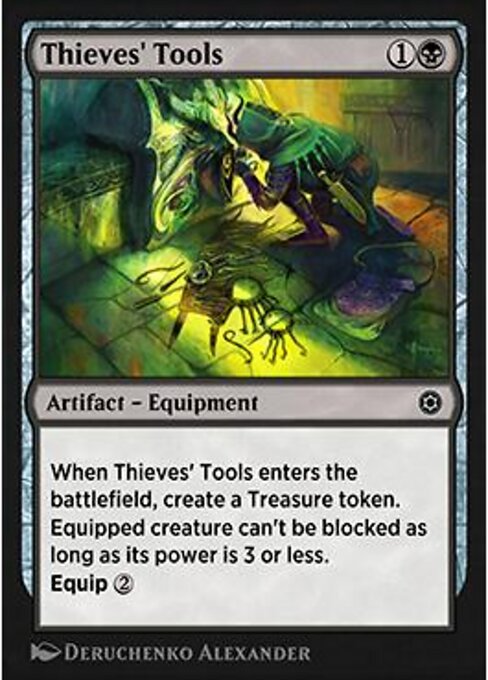 Thieves' Tools 1
Artifact – Equipment
When Thieves' Tools enters the
battlefield, create a Treasure token.
Equipped creature can't be blocked as
long as its power is 3 or less.
Equip 2
Deruchenko Alexander